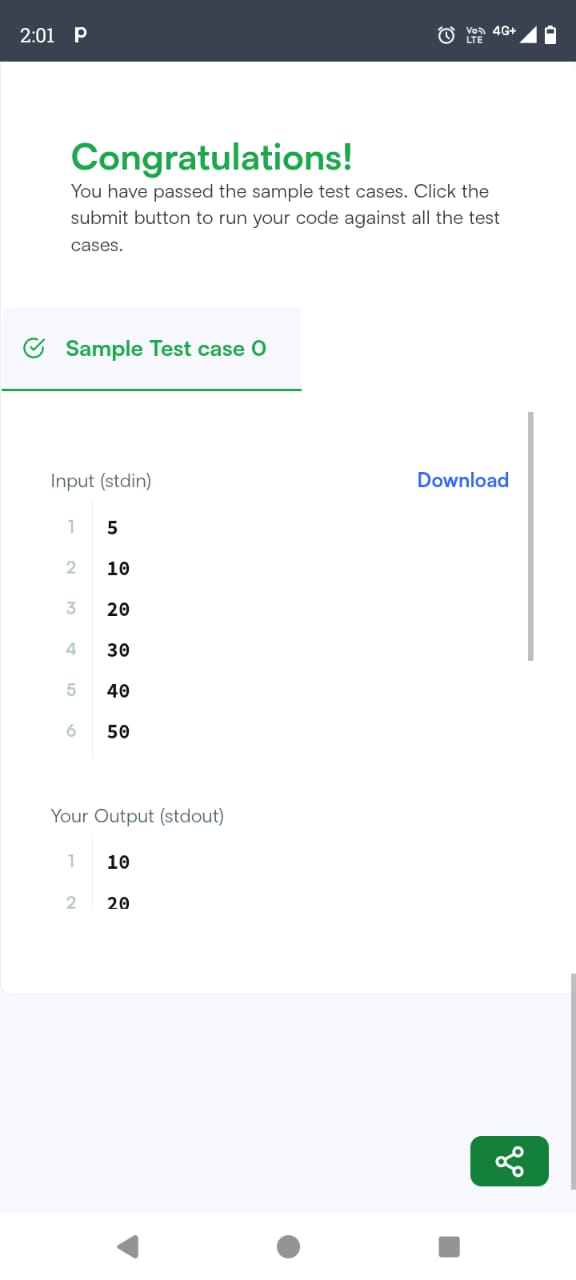 2:01 P
Vo)) LTE 4G+
Congratulations!
You have passed the sample test cases. Click the
submit button to run your code against all the test
cases.
Sample Test case 0
Input (stdin) Download
1 5
2 10
3 20
4 30
5 40
6 50
Your Output (stdout)
1 10
2 20